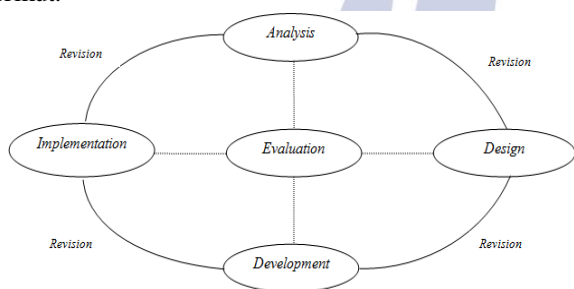 Analysis
Revision
Revision
Implementation
Evaluation
Design
Revision
Revision
Development